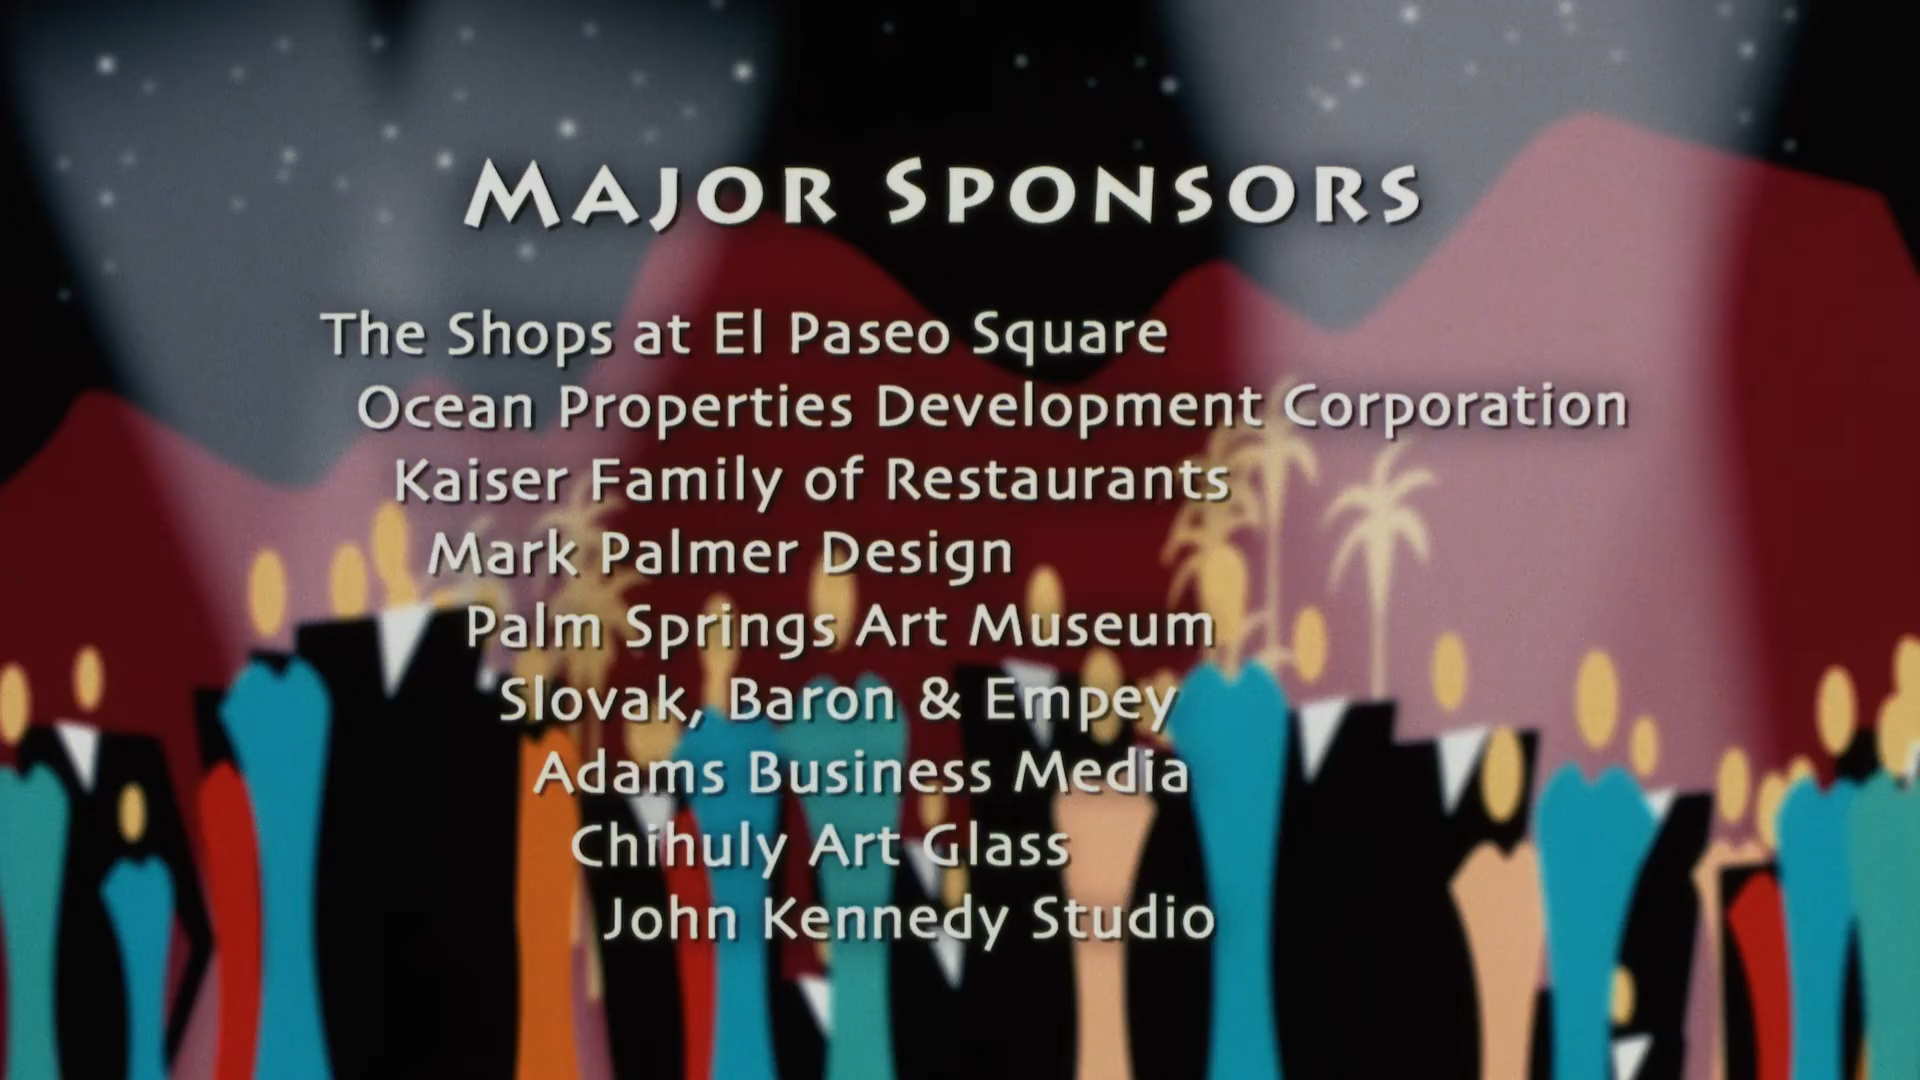 Major Sponsors
The Shops at El Paseo Square
Ocean Properties Development Corporation
Kaiser Family of Restaurants
Mark Palmer Design
Palm Springs Art Museum
Slovak, Baron & Empey
Adams Business Media
Chihuly Art Glass
John Kennedy Studio